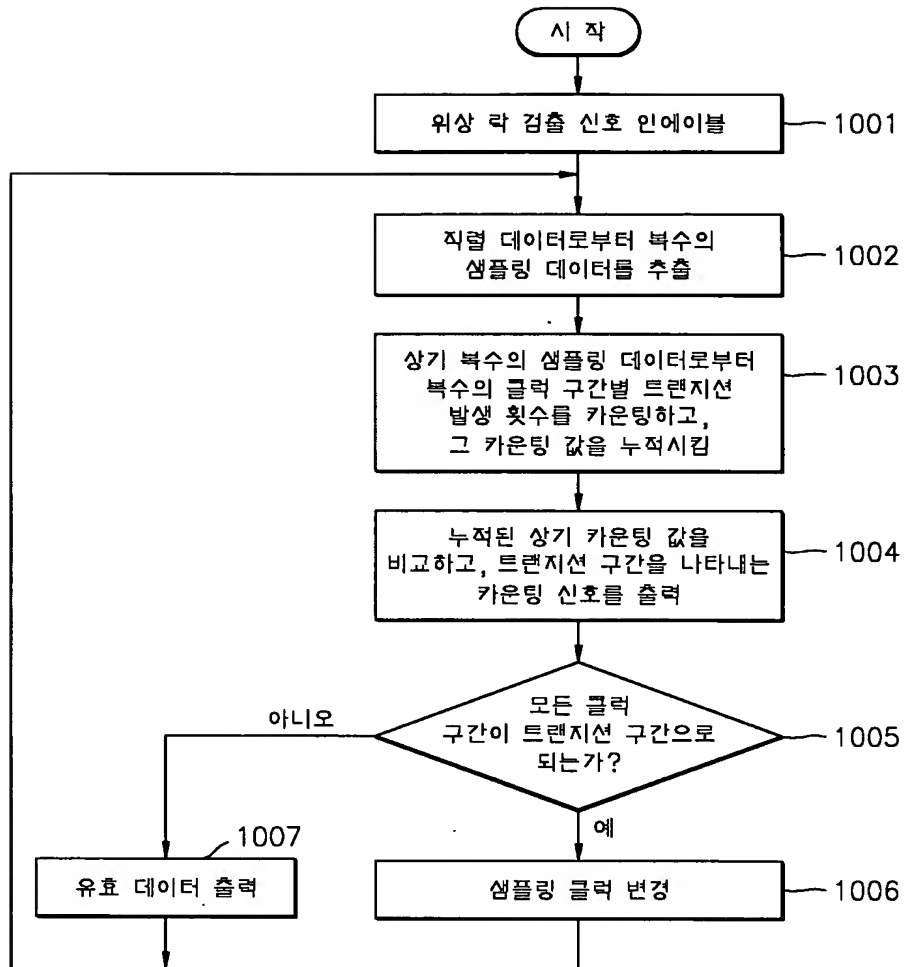 시 작
위상 락 검출 신호 인에이블
1001
직렬 데이터로부터 복수의
샘플링 데이터를 추출
1002
상기 복수의 샘플링 데이터로부터
복수의 클럭 구간별 트랜지션
발생 횟수를 카운팅하고,
그 카운팅 값을 누적시킴
1003
누적된 상기 카운팅 값을
비교하고, 트랜지션 구간을 나타내는
카운팅 신호를 출력
1004
모든 클럭
구간이 트랜지션 구간으로
되는가?
1005
아니오
예
1007
유효 데이터 출력
샘플링 클럭 변경
1006